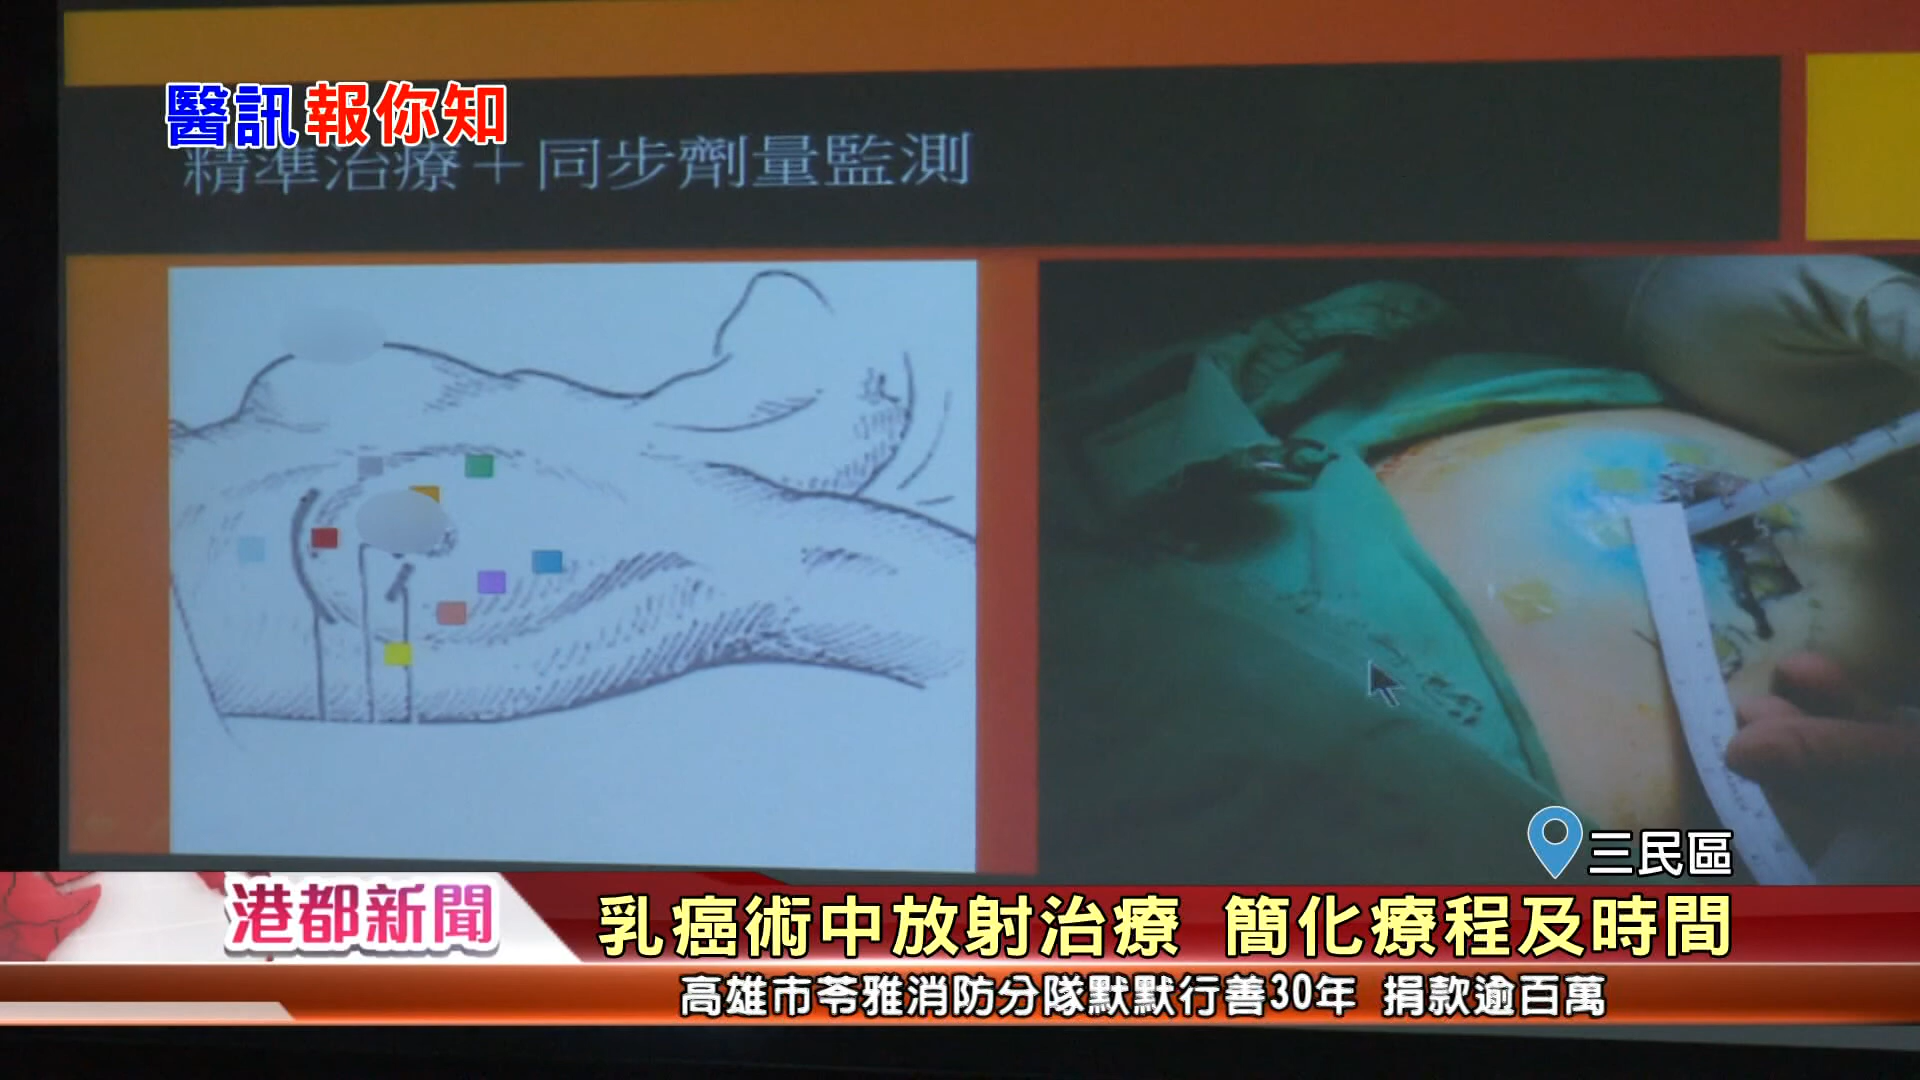 醫訊報你知
精準治療＋同步劑量監測
三民區
港都新聞
乳癌術中放射治療 簡化療程及時間
高雄市苓雅消防分隊默默行善30年 捐款逾百萬